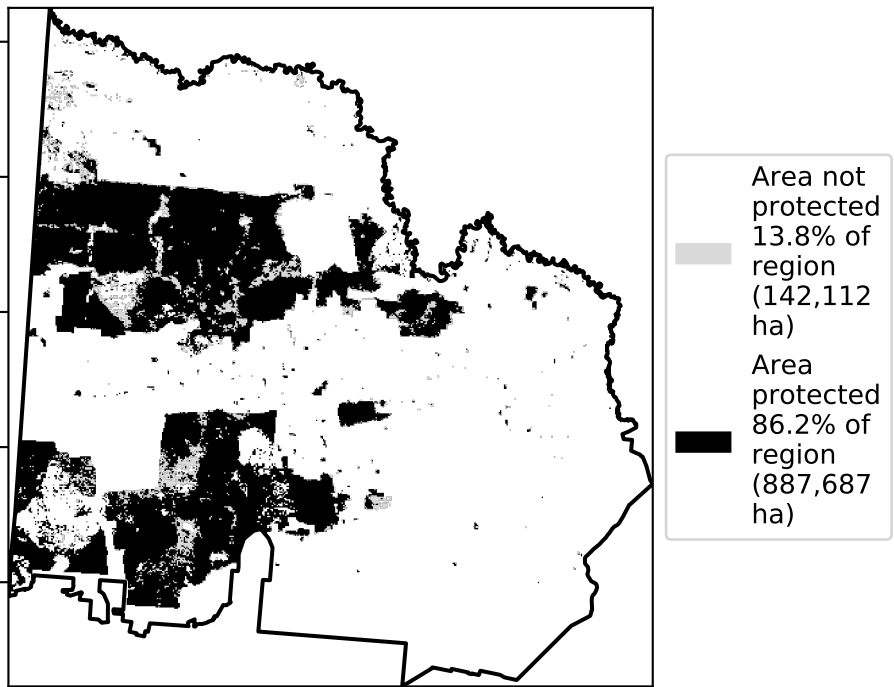 Area not
protected
13.8% of
region
(142,112
ha)
Area
protected
86.2% of
region
(887,687
ha)